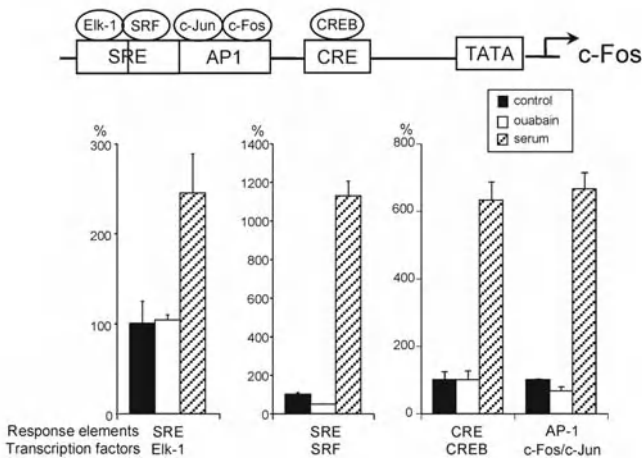 Elk-1 SRF c-Jun c-Fos CREB
SRE AP1 CRE TATA c-Fos
control
ouabain
serum
% % %
300
200
100
0
1400
1200
1000
800
600
400
200
0
800
600
400
200
0
Response elements SRE SRE CRE AP-1
Transcription factors Elk-1 SRF CREB c-Fos/c-Jun